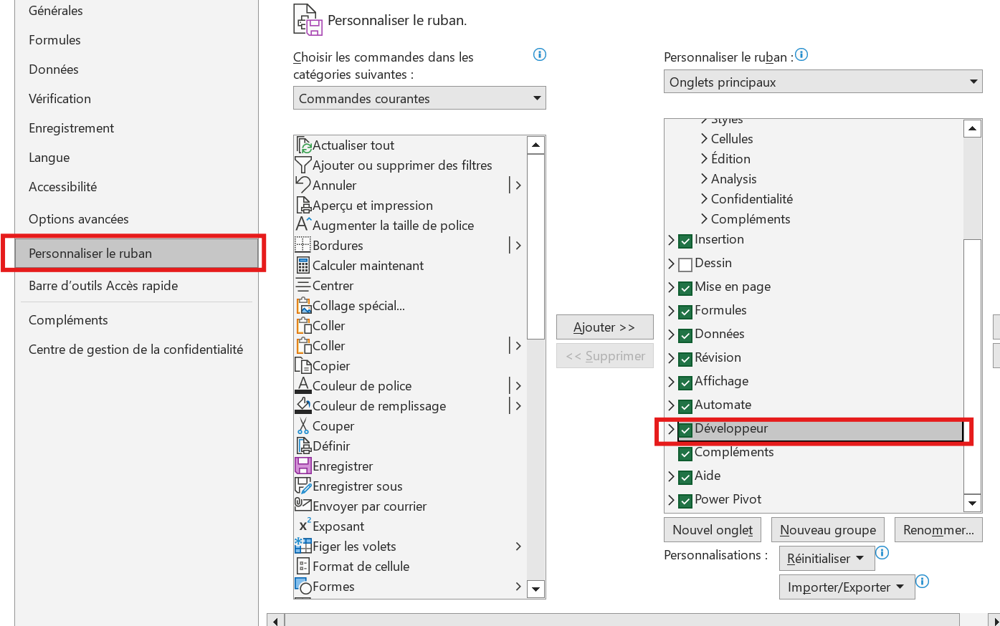 Générales
Formules
Données
Vérification
Enregistrement
Langue
Accessibilité
Options avancées
Personnaliser le ruban
Barre d’outils Accès rapide
Compléments
Centre de gestion de la confidentialité
Personnaliser le ruban.
Choisir les commandes dans les
catégories suivantes :
Commandes courantes
Actualiser tout
Ajouter ou supprimer des filtres
Annuler
Aperçu et impression
Augmenter la taille de police
Bordures
Calculer maintenant
Centrer
Collage spécial...
Coller
Coller
Copier
Couleur de police
Couleur de remplissage
Couper
Définir
Enregistrer
Enregistrer sous
Envoyer par courrier
Exposant
Figer les volets
Format de cellule
Formes
Ajouter >>
<< Supprimer
Personnaliser le ruban :
Onglets principaux
Styles
Cellules
Édition
Analysis
Confidentialité
Compléments
Insertion
Dessin
Mise en page
Formules
Données
Révision
Affichage
Automate
Développeur
Compléments
Aide
Power Pivot
Nouvel onglet
Nouveau groupe
Renommer...
Personnalisations :
Réinitialiser
Importer/Exporter